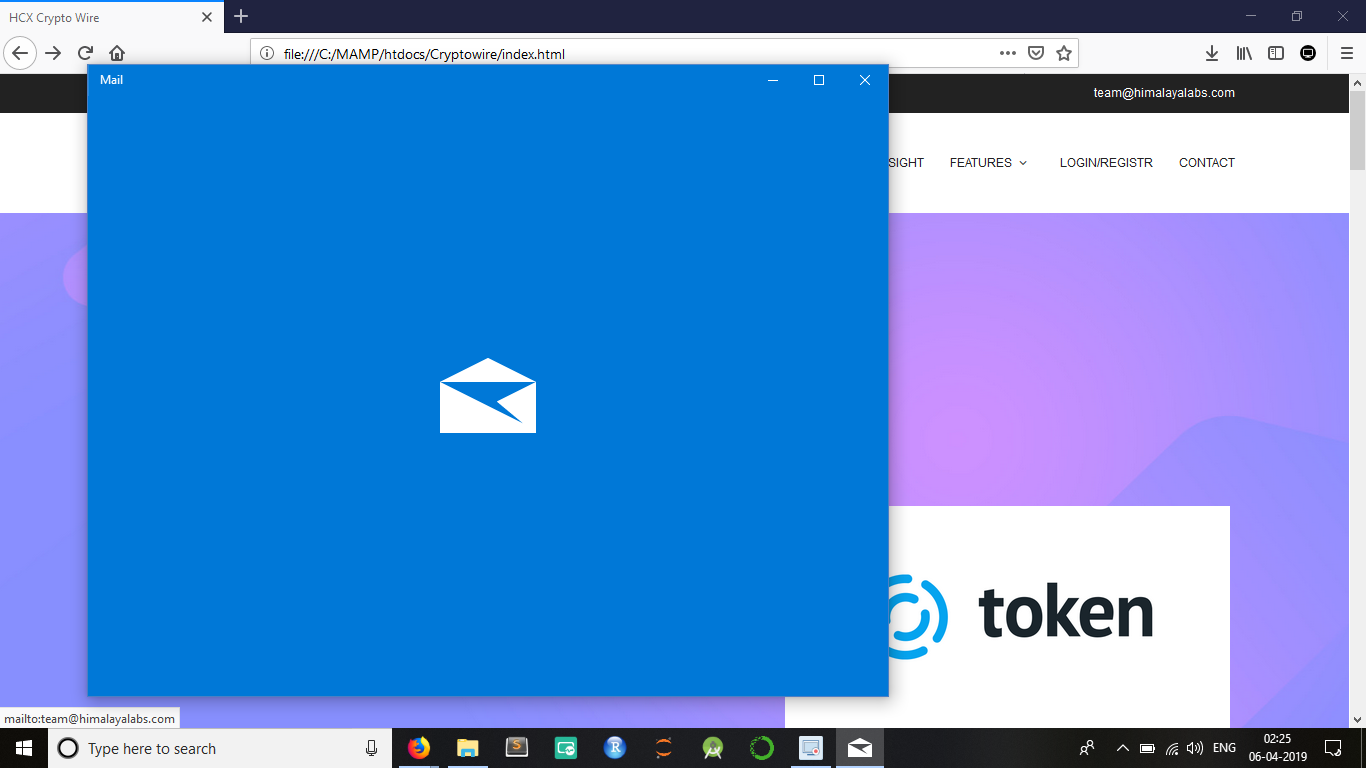 HCX Crypto Wire
file:///C:/MAMP/htdocs/Cryptowire/index.html
Mail
team@himalayalabs.com
SIGHT FEATURES LOGIN/REGISTR CONTACT
token
mailto:team@himalayalabs.com
Type here to search
S
R
ENG
02:25
06-04-2019